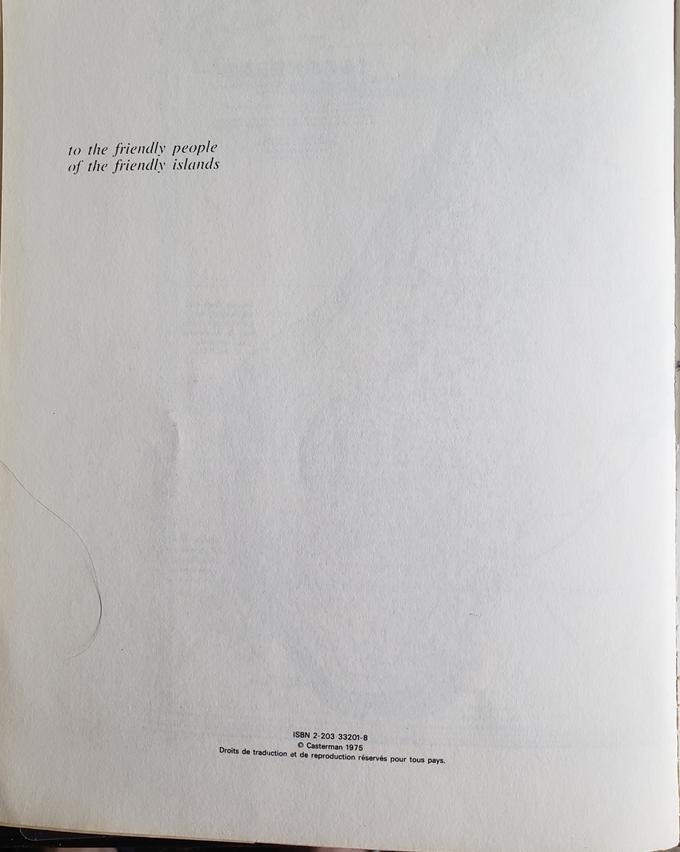 to the friendly people
of the friendly islands
ISBN 2-203 33201-8
© Casterman 1975
Droits de traduction et de reproduction réservés pour tous pays.